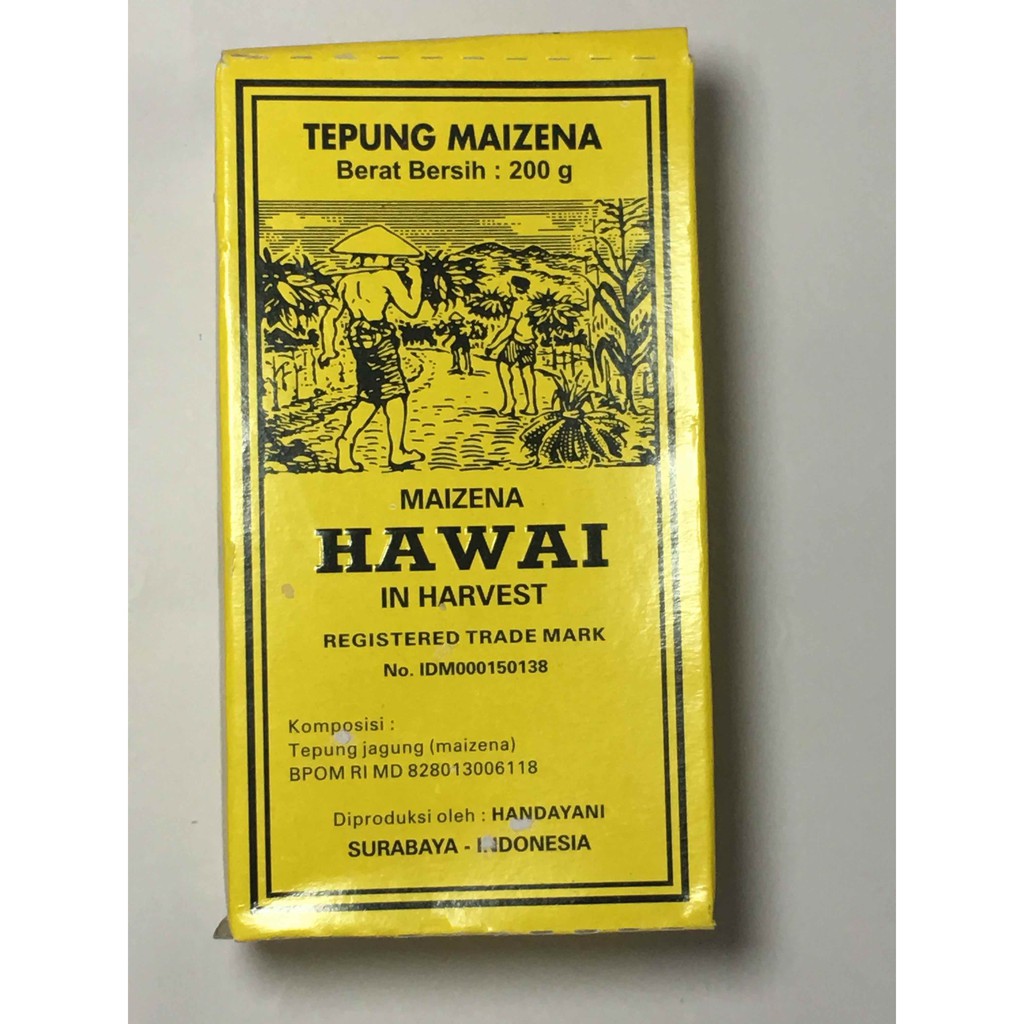 TEPUNG MAIZENA
Berat Bersih : 200 g
MAIZENA
HAWAI
IN HARVEST
REGISTERED TRADE MARK
No. IDM000150138
Komposisi :
Tepung jagung (maizena)
BPOM RI MD 828013006118
Diproduksi oleh : HANDAYANI
SURABAYA - INDONESIA